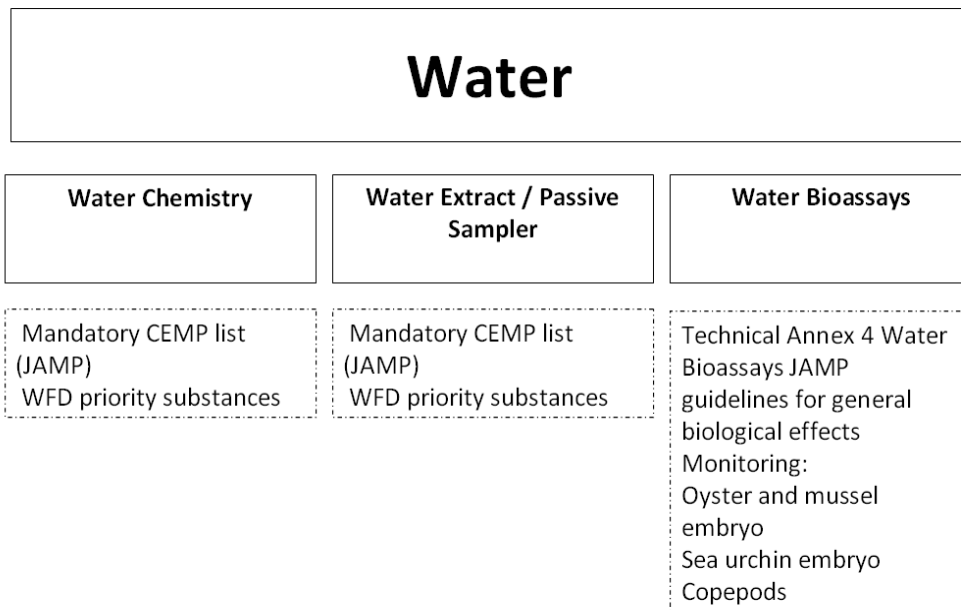 Water
Water Chemistry
Water Extract / Passive
Sampler
Water Bioassays
Mandatory CEMP list
(JAMP)
WFD priority substances
Mandatory CEMP list
(JAMP)
WFD priority substances
Technical Annex 4 Water
Bioassays JAMP
guidelines for general
biological effects
Monitoring:
Oyster and mussel
embryo
Sea urchin embryo
Copepods